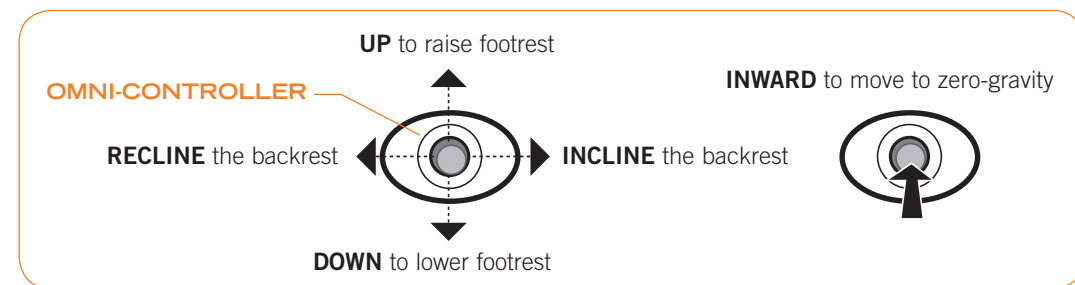 UP to raise footrest
OMNI-CONTROLLER
INWARD to move to zero-gravity
RECLINE the backrest
INCLINE the backrest
DOWN to lower footrest